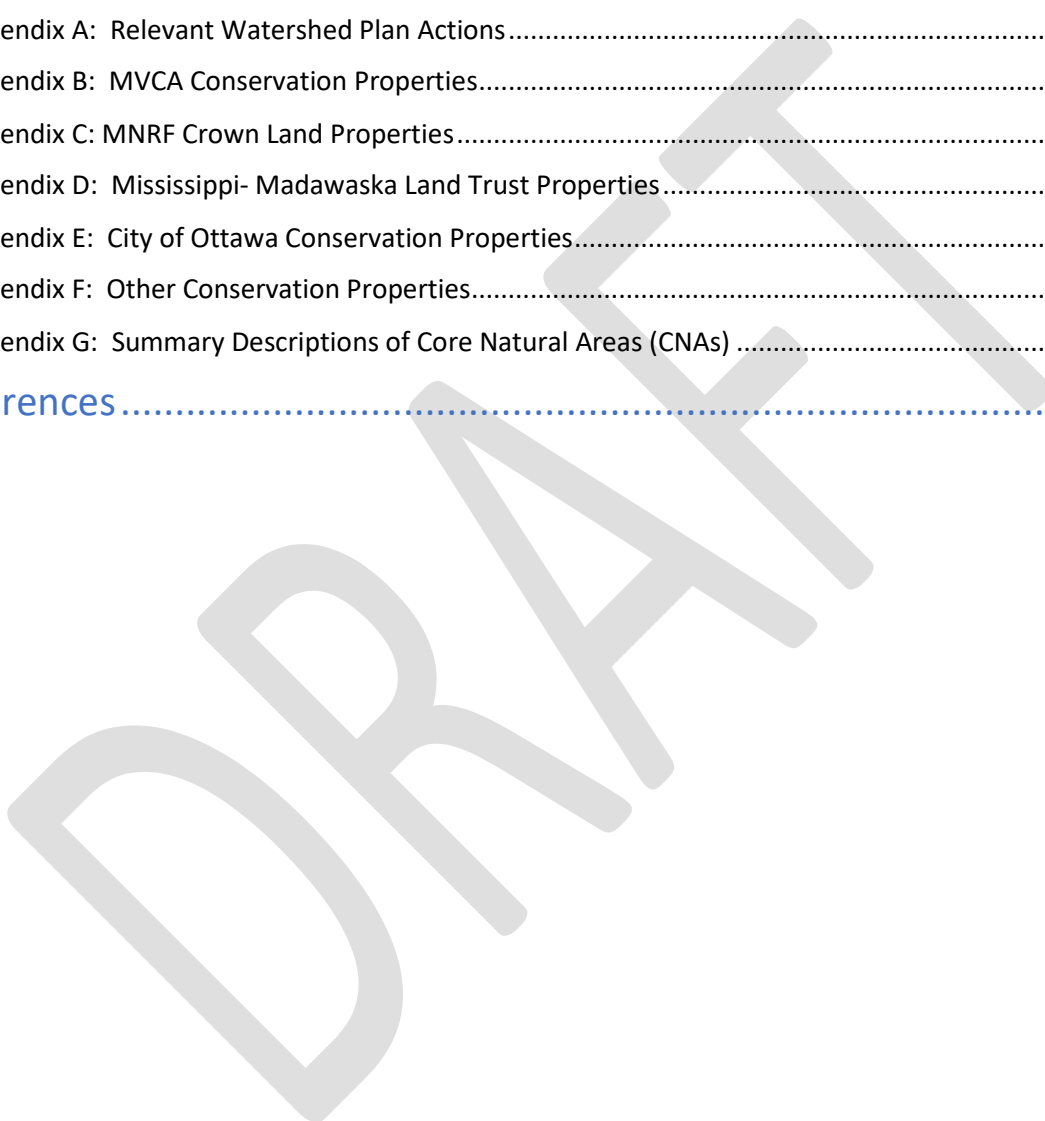 endix A:  Relevant Watershed Plan Actions..............................................................................
endix B:  MVCA Conservation Properties..................................................................................
endix C: MNRF Crown Land Properties.....................................................................................
endix D:  Mississippi- Madawaska Land Trust Properties.......................................................
endix E:  City of Ottawa Conservation Properties....................................................................
endix F:  Other Conservation Properties...................................................................................
endix G:  Summary Descriptions of Core Natural Areas (CNAs) ............................................
rences.......................................................................................
DRAFT